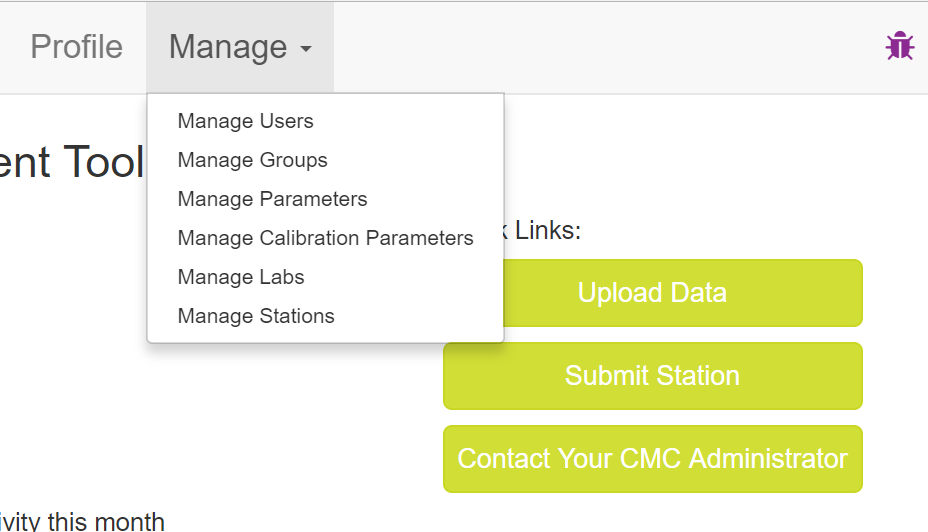 Profile
Manage
Manage Users
Manage Groups
Manage Parameters
Manage Calibration Parameters
Manage Labs
Manage Stations
ent Tool
k Links:
Upload Data
Submit Station
Contact Your CMC Administrator
ivity this month